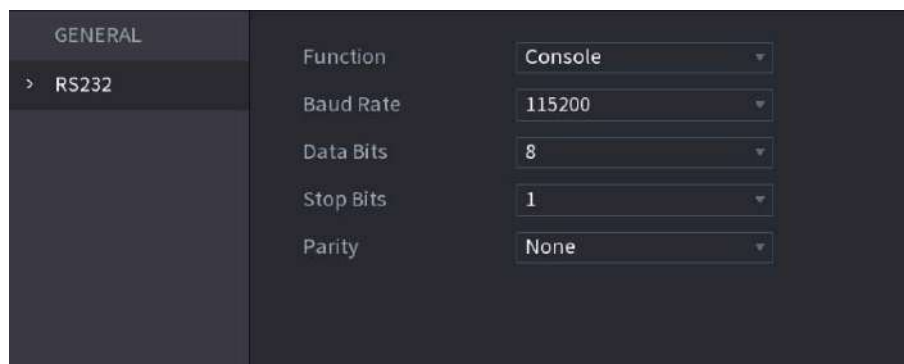 GENERAL
RS232
Function Console
Baud Rate 115200
Data Bits 8
Stop Bits 1
Parity None